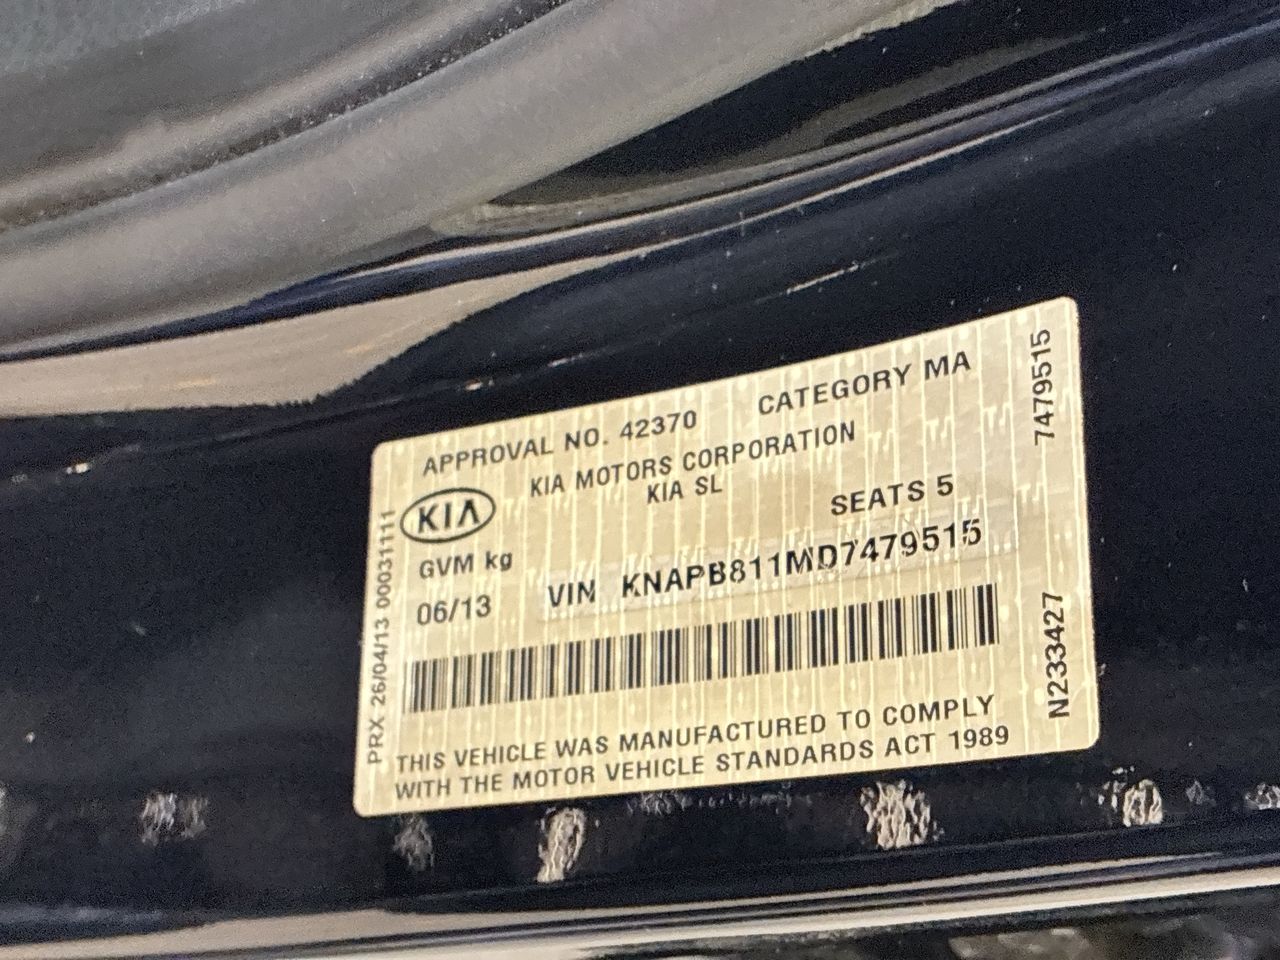 APPROVAL NO. 42370 CATEGORY MA
KIA MOTORS CORPORATION
KIA SL
KIA
SEATS 5
GVM kg
06/13
VIN KNAPB811MD7479515
THIS VEHICLE WAS MANUFACTURED TO COMPLY
WITH THE MOTOR VEHICLE STANDARDS ACT 1989
PRX 26/04/13 00031111
7479515
N233427